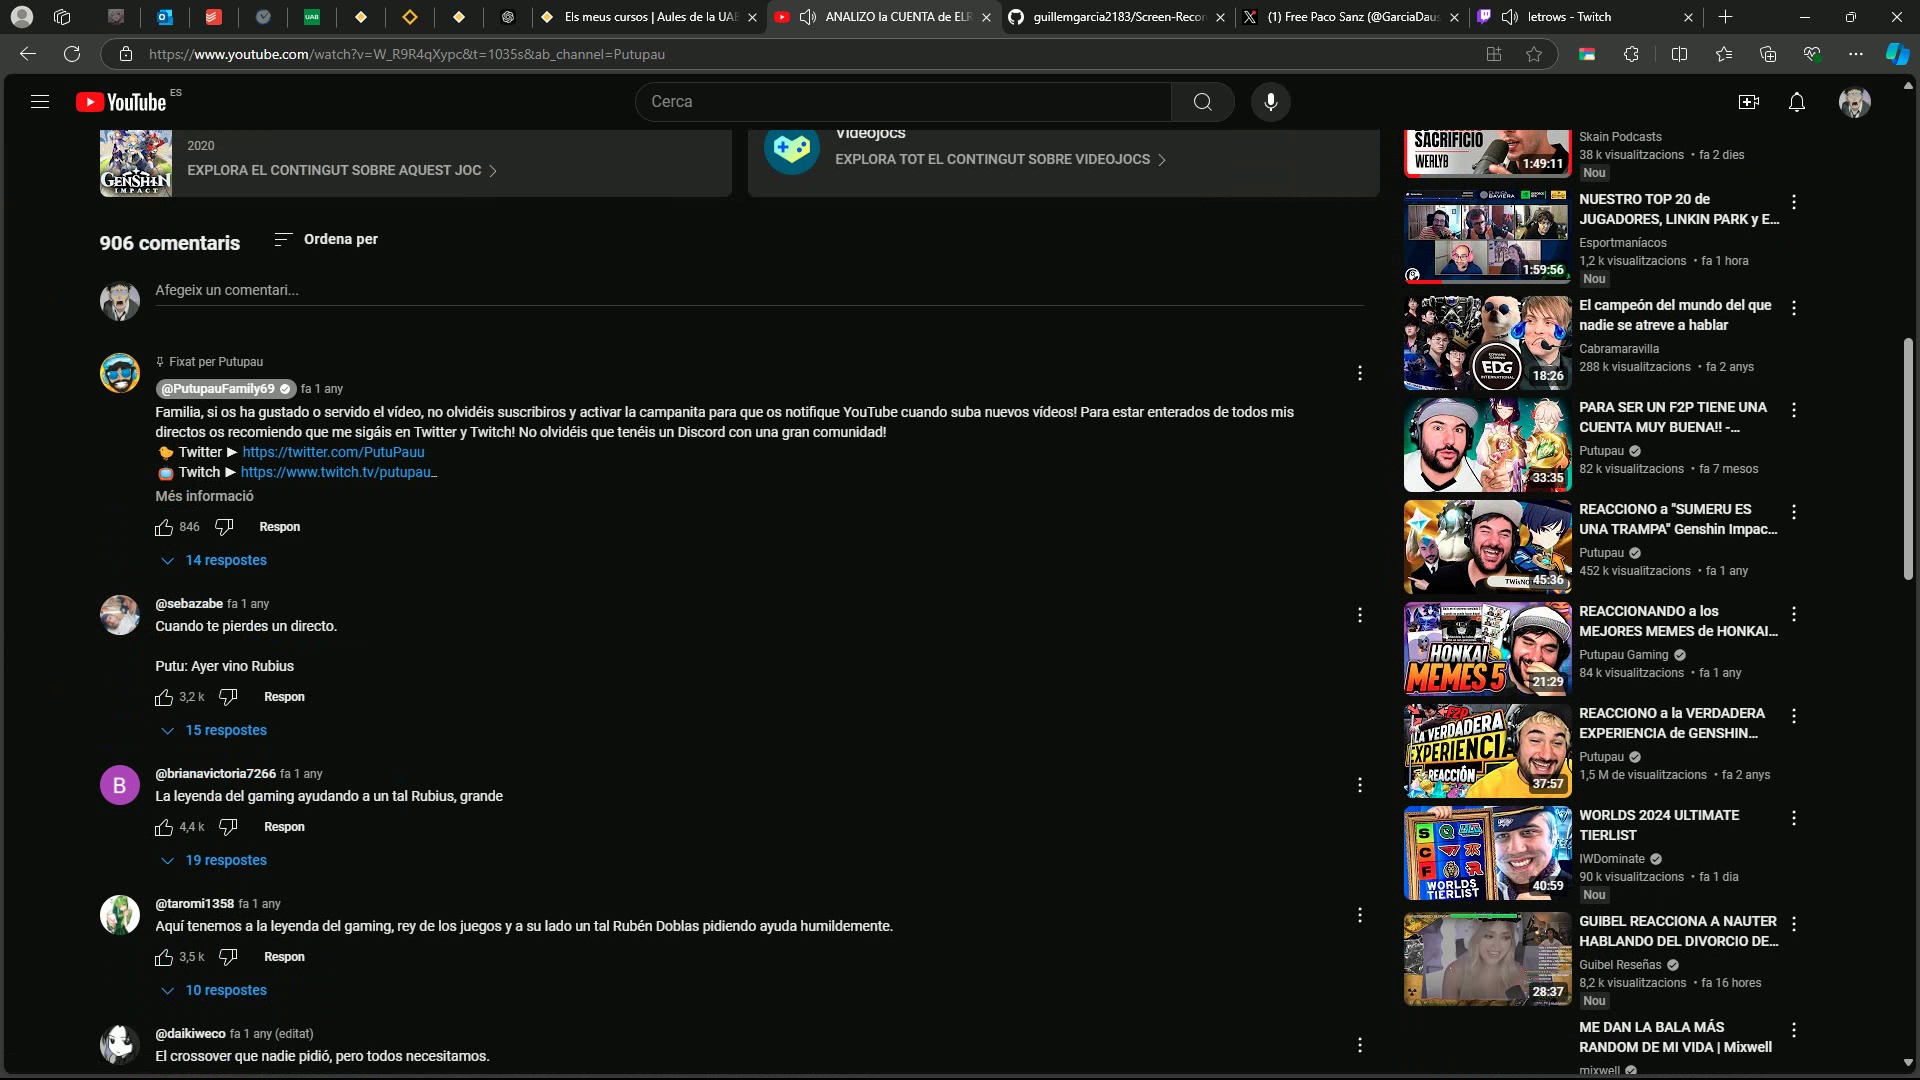 Els meus cursos | Aules de la UAB
ANALIZO la CUENTA de ELR
guillemgarcia2183/Screen-Recor
(1) Free Paco Sanz (@GarciaDaus
letrows - Twitch
https://www.youtube.com/watch?v=W_R9R4qXypc&t=1035s&ab_channel=Putupau
YouTube ES
Cerca
GENSHIN
IMPACT
2020
EXPLORA EL CONTINGUT SOBRE AQUEST JOC
Videojocs
EXPLORA TOT EL CONTINGUT SOBRE VIDEOJOCS
906 comentaris
Ordena per
Afegeix un comentari...
Fixat per Putupau
@PutupauFamily69 fa 1 any
Familia, si os ha gustado o servido el vídeo, no olvidéis suscribiros y activar la campanita para que os notifique YouTube cuando suba nuevos vídeos! Para estar enterados de todos mis
directos os recomiendo que me sigáis en Twitter y Twitch! No olvidéis que tenéis un Discord con una gran comunidad!
🐤 Twitter ► https://twitter.com/PutuPauu
📺 Twitch ► https://www.twitch.tv/putupau_
Més informació
846 Respon
14 respostes
@sebazabe fa 1 any
Cuando te pierdes un directo.
Putu: Ayer vino Rubius
3,2 k Respon
15 respostes
B
@brianavictoria7266 fa 1 any
La leyenda del gaming ayudando a un tal Rubius, grande
4,4 k Respon
19 respostes
@taromi1358 fa 1 any
Aquí tenemos a la leyenda del gaming, rey de los juegos y a su lado un tal Rubén Doblas pidiendo ayuda humildemente.
3,5 k Respon
10 respostes
@daikiweco fa 1 any (editat)
El crossover que nadie pidió, pero todos necesitamos.
SACRIFICIO
WERLYB
1:49:11
Skain Podcasts
38 k visualitzacions • fa 2 dies
Nou
1:59:56
NUESTRO TOP 20 de
JUGADORES, LINKIN PARK y E...
Esportmaníacos
1,2 k visualitzacions • fa 1 hora
Nou
EDG
18:26
El campeón del mundo del que
nadie se atreve a hablar
Cabramaravilla
288 k visualitzacions • fa 2 anys
33:35
PARA SER UN F2P TIENE UNA
CUENTA MUY BUENA!! -...
Putupau
82 k visualitzacions • fa 7 mesos
45:36
REACCIONO a "SUMERU ES
UNA TRAMPA" Genshin Impac...
Putupau
452 k visualitzacions • fa 1 any
HONKAI
MEMES 5
21:29
REACCIONANDO a los
MEJORES MEMES de HONKAI...
Putupau Gaming
84 k visualitzacions • fa 1 any
F2P
LA VERDADERA
EXPERIENCIA
REACCIÓN
37:57
REACCIONO a la VERDADERA
EXPERIENCIA de GENSHIN...
Putupau
1,5 M de visualitzacions • fa 2 anys
S
C
F
WORLDS
TIERLIST
40:59
WORLDS 2024 ULTIMATE
TIERLIST
IWDominate
90 k visualitzacions • fa 1 dia
Nou
28:37
GUIBEL REACCIONA A NAUTER
HABLANDO DEL DIVORCIO DE...
Guibel Reseñas
8,2 k visualitzacions • fa 16 hores
Nou
ME DAN LA BALA MÁS
RANDOM DE MI VIDA | Mixwell
mixwell